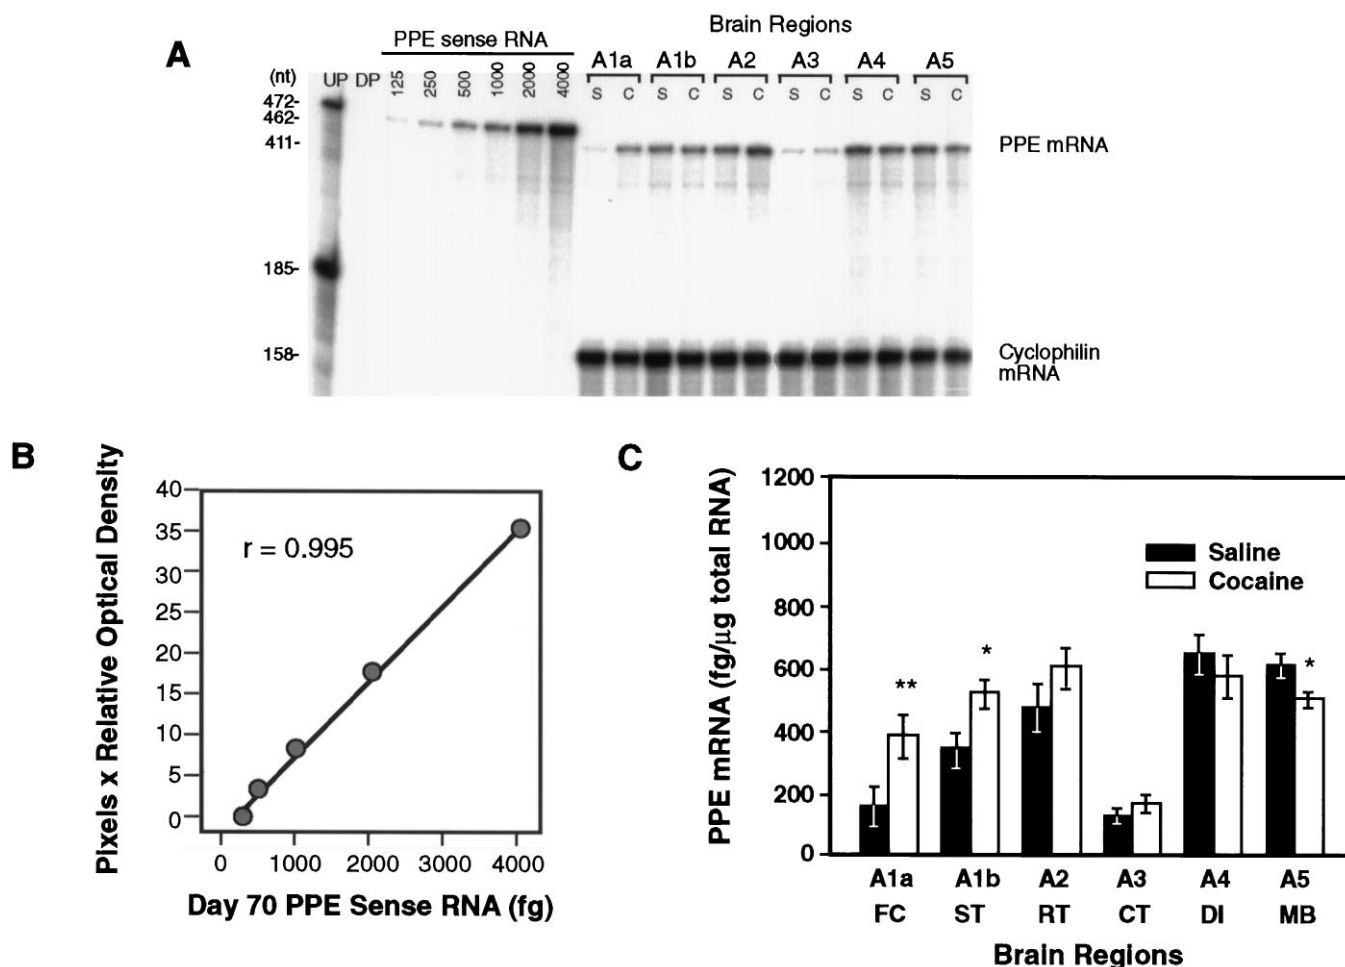 A
Brain Regions
PPE sense RNA
A1a A1b A2 A3 A4 A5
(nt) UP DP 125 250 500 1000 2000 4000 S C S C S C S C S C S C
472-
462-
411-
PPE mRNA
185-
158-
Cyclophilin
mRNA
B
Pixels x Relative Optical Density
40
35
30
25
20
15
10
5
0
r = 0.995
0 1000 2000 3000 4000
Day 70 PPE Sense RNA (fg)
C
PPE mRNA (fg/µg total RNA)
1200
1000
800
600
400
200
0
Saline
Cocaine
** * *
A1a A1b A2 A3 A4 A5
FC ST RT CT DI MB
Brain Regions